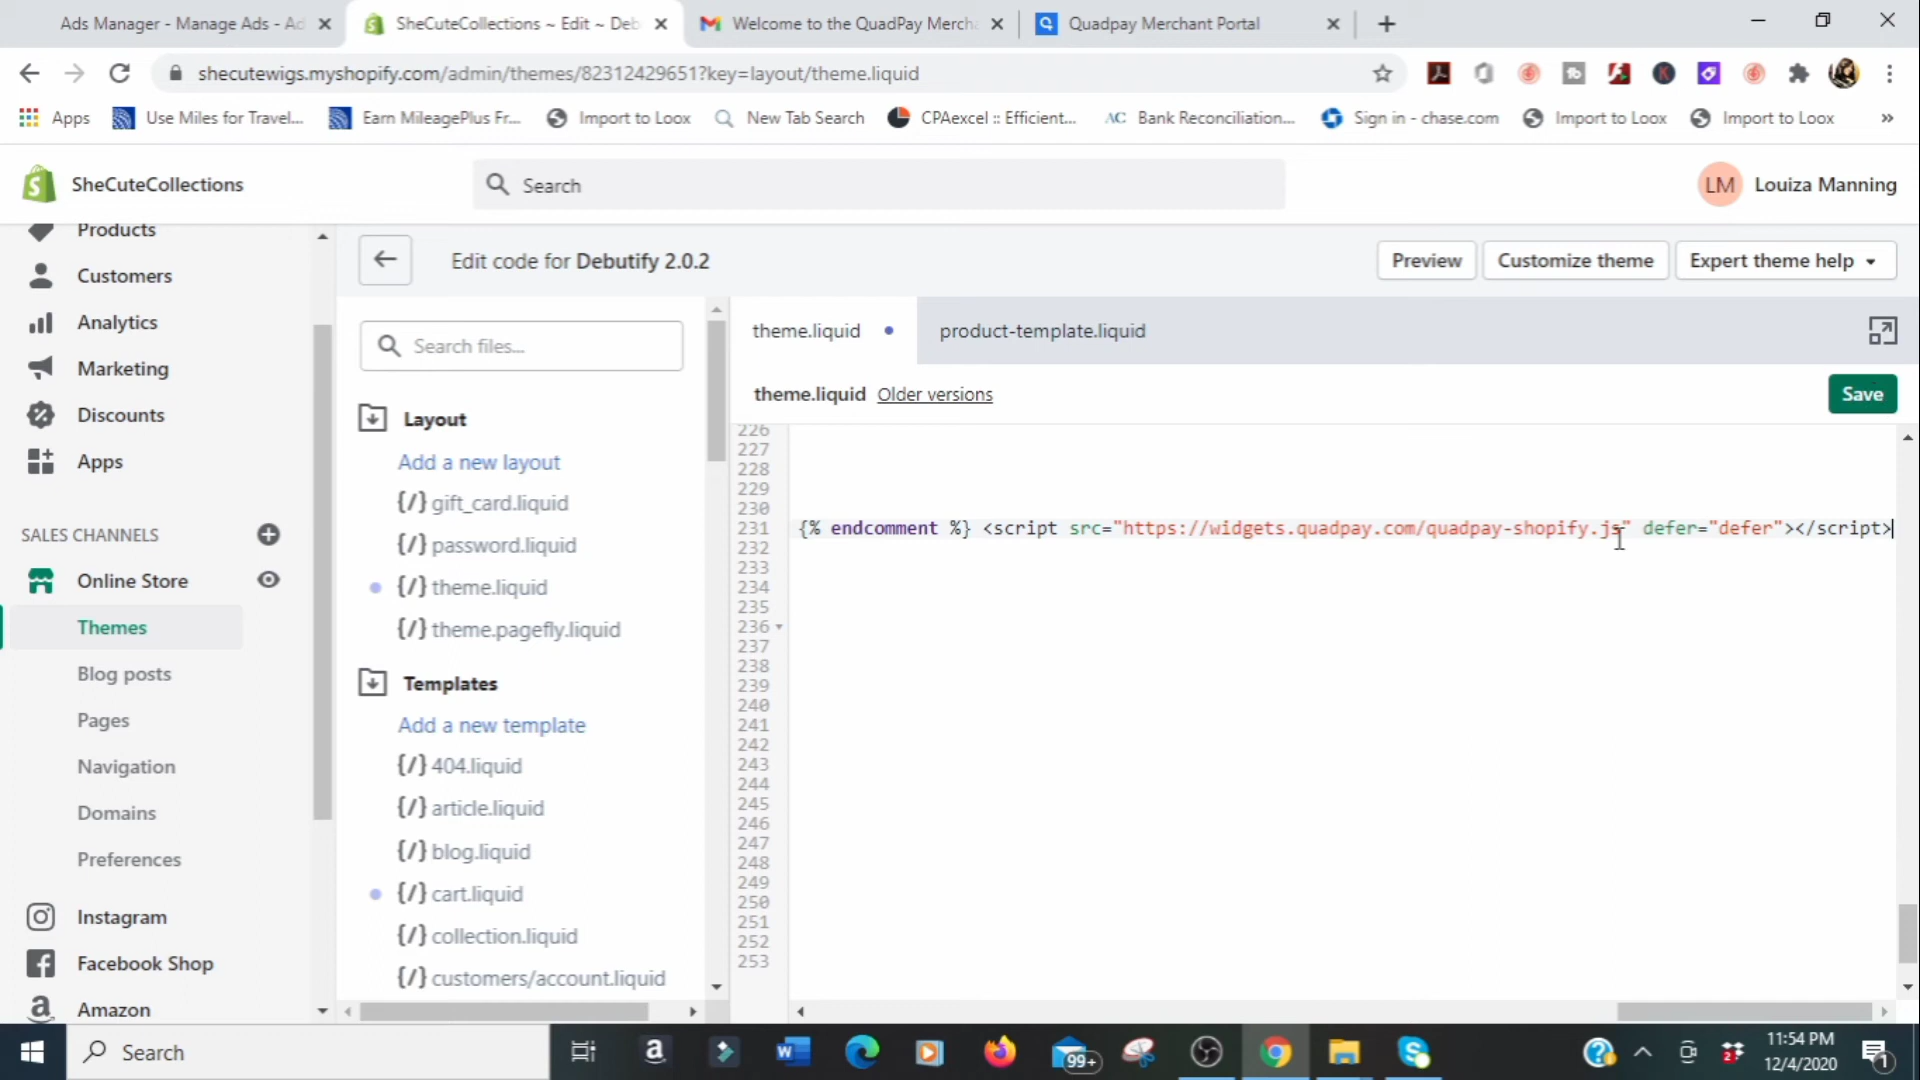 Ads Manager - Manage Ads - Ad
SheCuteCollections ~ Edit ~ Deb
Welcome to the QuadPay Mercha
Quadpay Merchant Portal
shecutewigs.myshopify.com/admin/themes/82312429651?key=layout/theme.liquid
Apps
Use Miles for Travel...
Earn MileagePlus Fr...
Import to Loox
New Tab Search
CPAexcel :: Efficient...
AC Bank Reconciliation...
Sign in - chase.com
Import to Loox
Import to Loox
»
SheCuteCollections
Search
LM
Louiza Manning
Products
Customers
Analytics
Marketing
Discounts
Apps
SALES CHANNELS
Online Store
Themes
Blog posts
Pages
Navigation
Domains
Preferences
Instagram
Facebook Shop
Amazon
Edit code for Debutify 2.0.2
Preview
Customize theme
Expert theme help
Search files...
Layout
Add a new layout
{/} gift_card.liquid
{/} password.liquid
{/} theme.liquid
{/} theme.pagefly.liquid
Templates
Add a new template
{/} 404.liquid
{/} article.liquid
{/} blog.liquid
{/} cart.liquid
{/} collection.liquid
{/} customers/account.liquid
theme.liquid
product-template.liquid
theme.liquid Older versions
Save
226
227
228
229
230
231 {% endcomment %} <script src="https://widgets.quadpay.com/quadpay-shopify.js" defer="defer"></script>
232
233
234
235
236
237
238
239
240
241
242
243
244
245
246
247
248
249
250
251
252
253
Search
99+
2
11:54 PM
12/4/2020
1